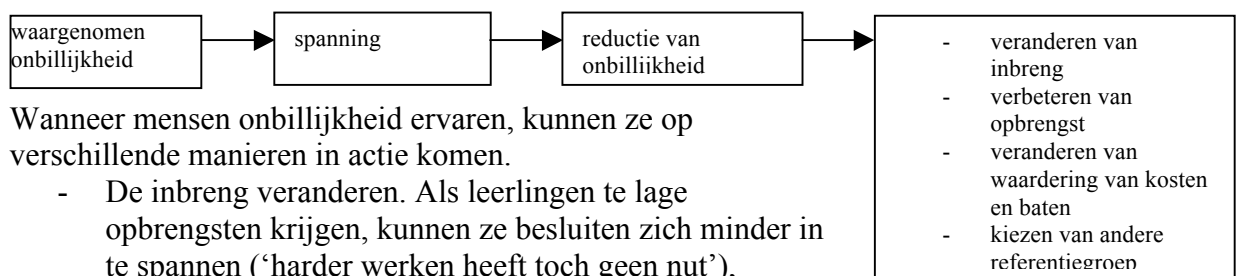 waargenomen
onbillijkheid
spanning
reductie van
onbillijkheid
- veranderen van
inbreng
- verbeteren van
opbrengst
- veranderen van
waardering van kosten
en baten
- kiezen van andere
referentiegroep
Wanneer mensen onbillijkheid ervaren, kunnen ze op
verschillende manieren in actie komen.
- De inbreng veranderen. Als leerlingen te lage
opbrengsten krijgen, kunnen ze besluiten zich minder in
te spannen (‘harder werken heeft toch geen nut’),